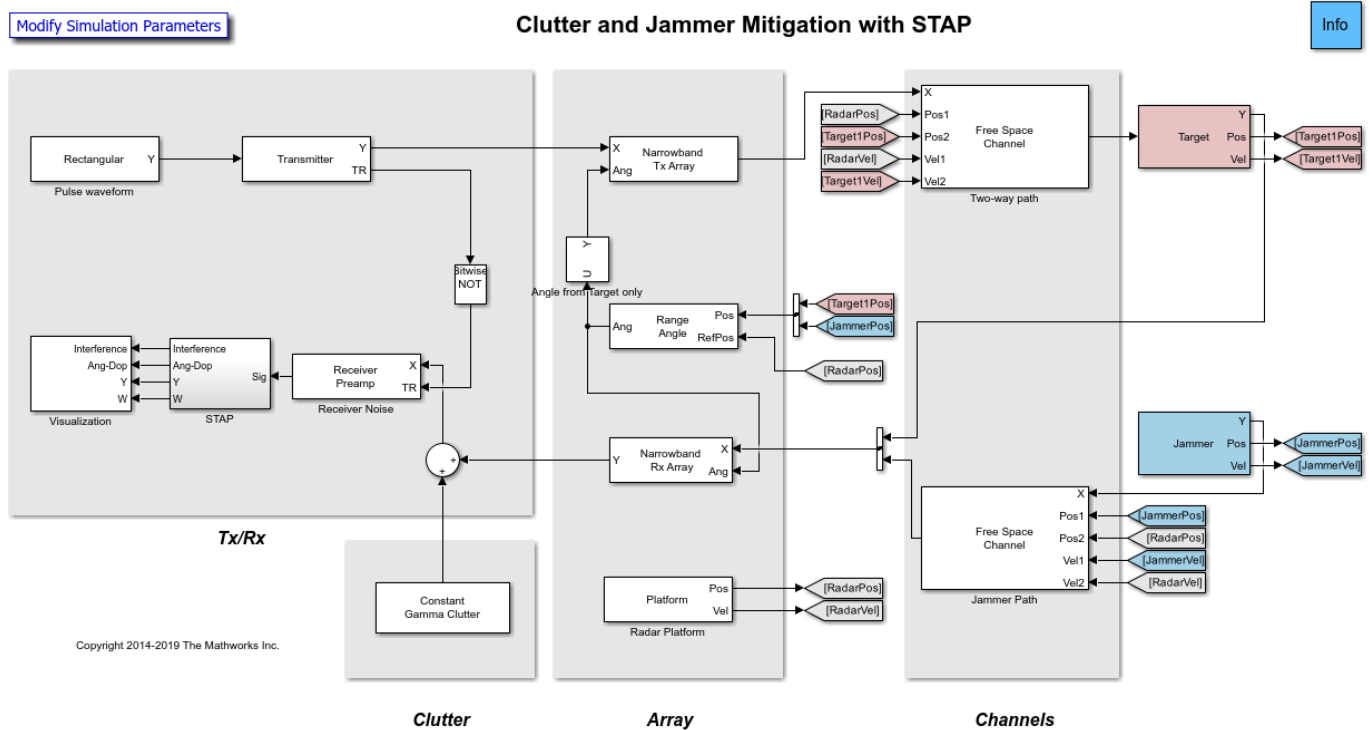 Modify Simulation Parameters
Clutter and Jammer Mitigation with STAP
Info
Rectangular
Y
Pulse waveform
Transmitter
Y
TR
Bitwise
NOT
Interference
Ang-Dop
Y
W
Visualization
Interference
Ang-Dop
Y
W
Sig
STAP
Receiver
Preamp
X
TR
Receiver Noise
+
+
Tx/Rx
Constant
Gamma Clutter
Clutter
Copyright 2014-2019 The Mathworks Inc.
X
Ang
Narrowband
Tx Array
Y
U
Angle from Target only
Ang
Range
Angle
Pos
RefPos
[Target1Pos]
[JammerPos]
[RadarPos]
Y
Narrowband
Rx Array
X
Ang
Platform
Pos
Vel
Radar Platform
[RadarPos]
[RadarVel]
Array
[RadarPos]
[Target1Pos]
[RadarVel]
[Target1Vel]
X
Pos1
Pos2
Vel1
Vel2
Free Space
Channel
Two-way path
Target
Y
Pos
Vel
[Target1Pos]
[Target1Vel]
Jammer
Y
Pos
Vel
[JammerPos]
[JammerVel]
Free Space
Channel
X
Pos1
Pos2
Vel1
Vel2
Jammer Path
[JammerPos]
[RadarPos]
[JammerVel]
[RadarVel]
Channels